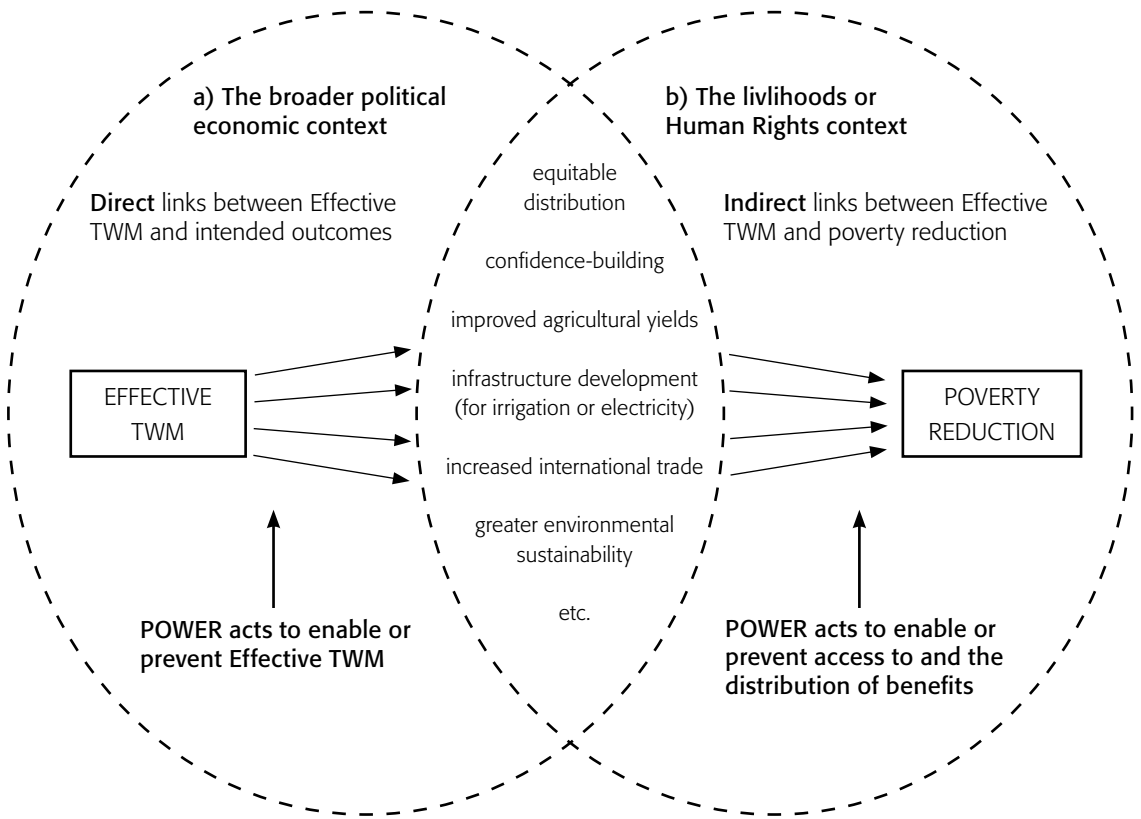 a) The broader political
economic context
Direct links between Effective
TWM and intended outcomes
EFFECTIVE
TWM
POWER acts to enable or
prevent Effective TWM
equitable
distribution
confidence-building
improved agricultural yields
infrastructure development
(for irrigation or electricity)
increased international trade
greater environmental
sustainability
etc.
b) The livlihoods or
Human Rights context
Indirect links between Effective
TWM and poverty reduction
POVERTY
REDUCTION
POWER acts to enable or
prevent access to and the
distribution of benefits